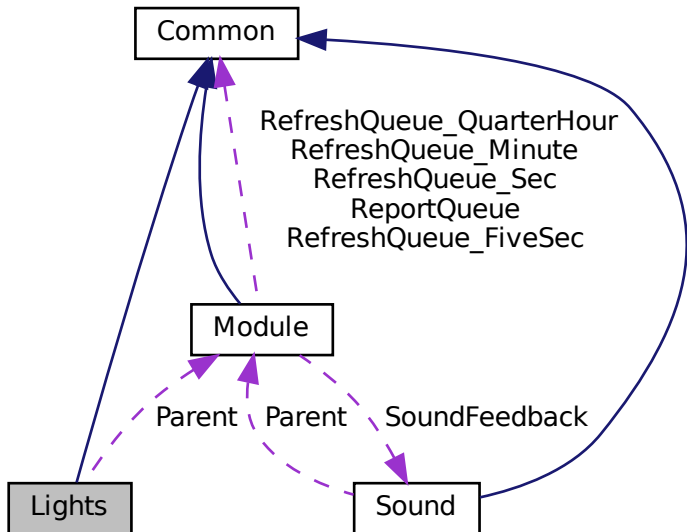 Common
RefreshQueue_QuarterHour
RefreshQueue_Minute
RefreshQueue_Sec
ReportQueue
RefreshQueue_FiveSec
Module
Parent
Parent
SoundFeedback
Lights
Sound